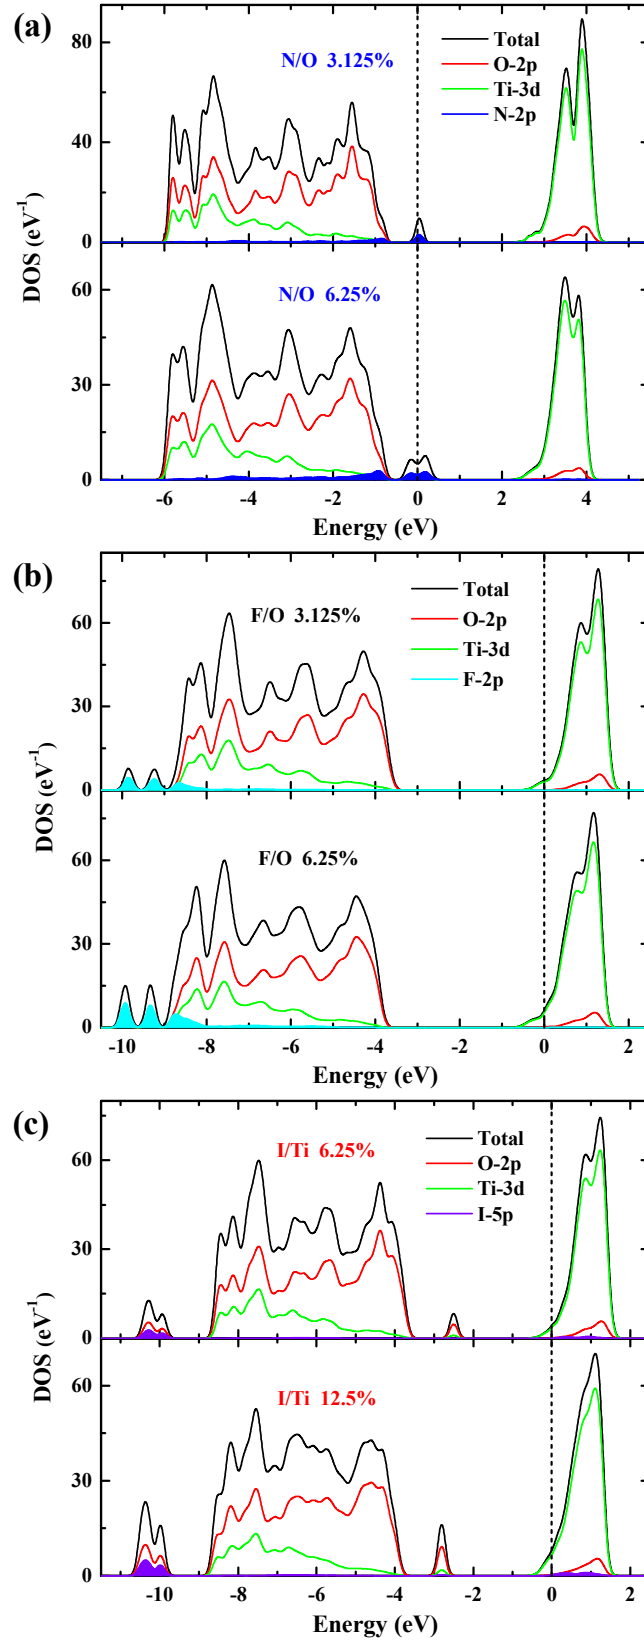 (a)
80
40
0
N/O 3.125%
Total
O-2p
Ti-3d
N-2p
60
30
0
N/O 6.25%
DOS (eV⁻¹)
-6 -4 -2 0 2 4
Energy (eV)
(b)
60
30
0
F/O 3.125%
Total
O-2p
Ti-3d
F-2p
60
30
0
F/O 6.25%
DOS (eV⁻¹)
-10 -8 -6 -4 -2 0 2
Energy (eV)
(c)
60
30
0
I/Ti 6.25%
Total
O-2p
Ti-3d
I-5p
60
30
0
I/Ti 12.5%
DOS (eV⁻¹)
-10 -8 -6 -4 -2 0 2
Energy (eV)